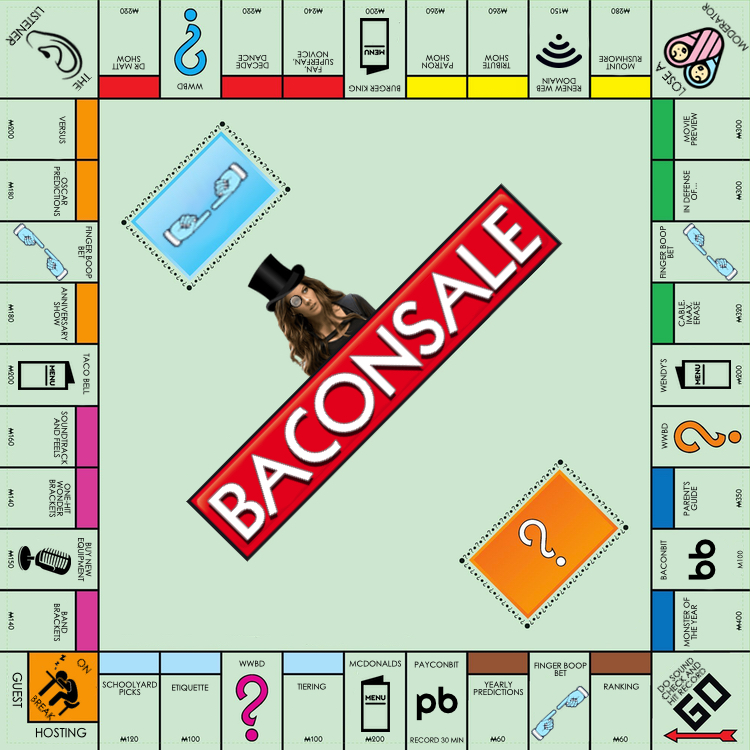 THE
LISTENER
DR MATT
SHOW
₩220
WWBD
DECADE
DANCE
₩220
FAN,
SUPERFAN,
NOVICE
₩240
BURGER KING
MENU
₩200
PATRON
SHOW
₩260
TRIBUTE
SHOW
₩260
RENEW WEB
DOMAIN
₩150
MOUNT
RUSHMORE
₩280
LOSE A
MODERATOR
VERSUS
₩200
OSCAR
PREDICTIONS
₩180
FINGER BOOP
BET
ANNIVERSARY
SHOW
₩180
TACO BELL
MENU
₩200
SOUNDTRACK
AND FEELS
₩160
ONE-HIT
WONDER
BRACKETS
₩140
BUY NEW
EQUIPMENT
₩150
BAND
BRACKETS
₩140
MOVIE
PREVIEW
₩300
IN DEFENSE
OF...
₩300
FINGER BOOP
BET
CABLE,
IMAX,
ERASE
₩320
WENDY'S
MENU
₩200
WWBD
?
PARENT'S
GUIDE
₩350
BACONBIT
bb
M100
MONSTER OF
THE YEAR
₩400
BACONSALE
?
GUEST
HOSTING
ON
BREAK
z z z
SCHOOLYARD
PICKS
₩120
ETIQUETTE
₩100
WWBD
?
TIERING
₩100
MCDONALDS
MENU
₩200
PAYCONBIT
pb
RECORD 30 MIN
YEARLY
PREDICTIONS
₩60
FINGER BOOP
BET
RANKING
₩60
DO SOUND
CHECK AND
HIT RECORD
GO